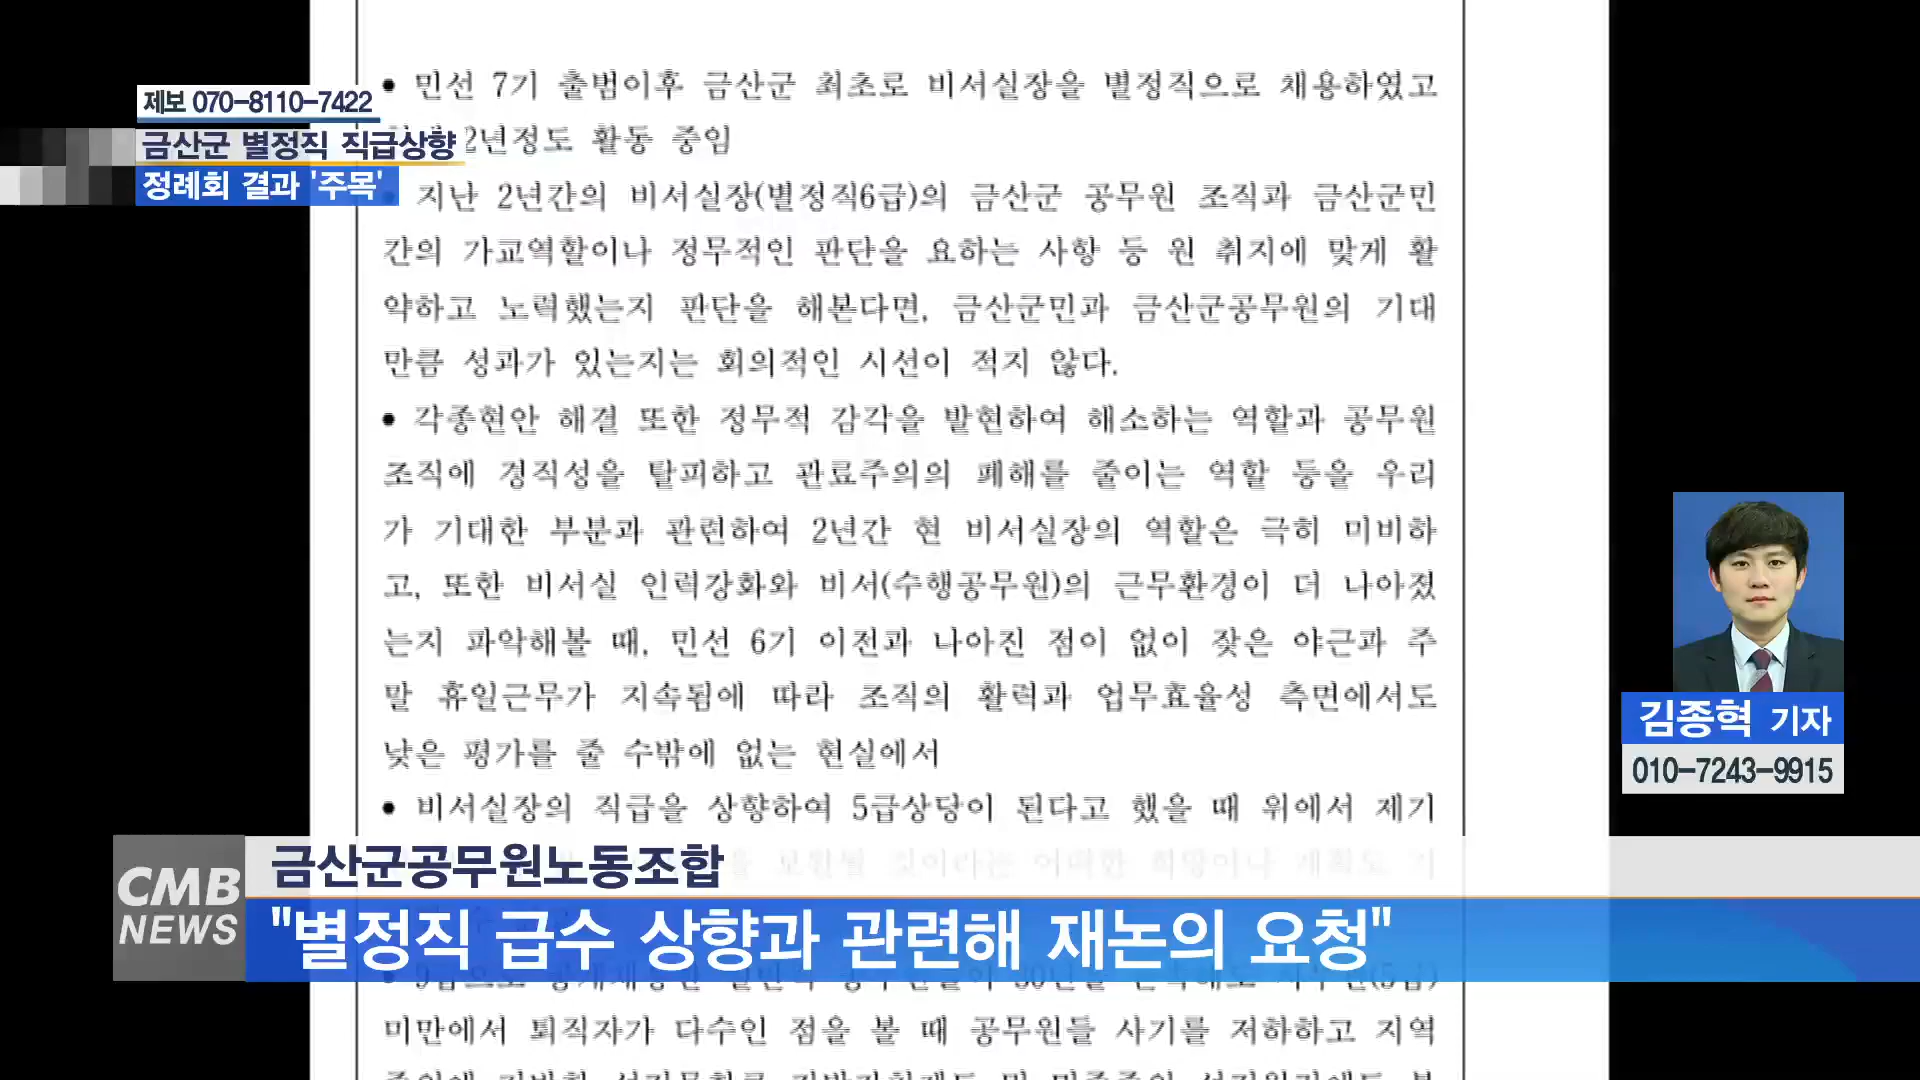 제보 070-8110-7422
금산군 별정직 직급상향
정례회 결과 '주목'
• 민선 7기 출범이후 금산군 최초로 비서실장을 별정직으로 채용하였고
2년정도 활동 중임
지난 2년간의 비서실장(별정직6급)의 금산군 공무원 조직과 금산군민
간의 가교역할이나 정무적인 판단을 요하는 사항 등 원 취지에 맞게 활
약하고 노력했는지 판단을 해본다면, 금산군민과 금산군공무원의 기대
만큼 성과가 있는지는 회의적인 시선이 적지 않다.
• 각종현안 해결 또한 정무적 감각을 발현하여 해소하는 역할과 공무원
조직에 경직성을 탈피하고 관료주의의 폐해를 줄이는 역할 등을 우리
가 기대한 부분과 관련하여 2년간 현 비서실장의 역할은 극히 미비하
고, 또한 비서실 인력강화와 비서(수행공무원)의 근무환경이 더 나아졌
는지 파악해볼 때, 민선 6기 이전과 나아진 점이 없이 잦은 야근과 주
말 휴일근무가 지속됨에 따라 조직의 활력과 업무효율성 측면에서도
낮은 평가를 줄 수밖에 없는 현실에서
• 비서실장의 직급을 상향하여 5급상당이 된다고 했을 때 위에서 제기
미만에서 퇴직자가 다수인 점을 볼 때 공무원들 사기를 저하하고 지역
김종혁 기자
010-7243-9915
CMB
NEWS
금산군공무원노동조합
"별정직 급수 상향과 관련해 재논의 요청"